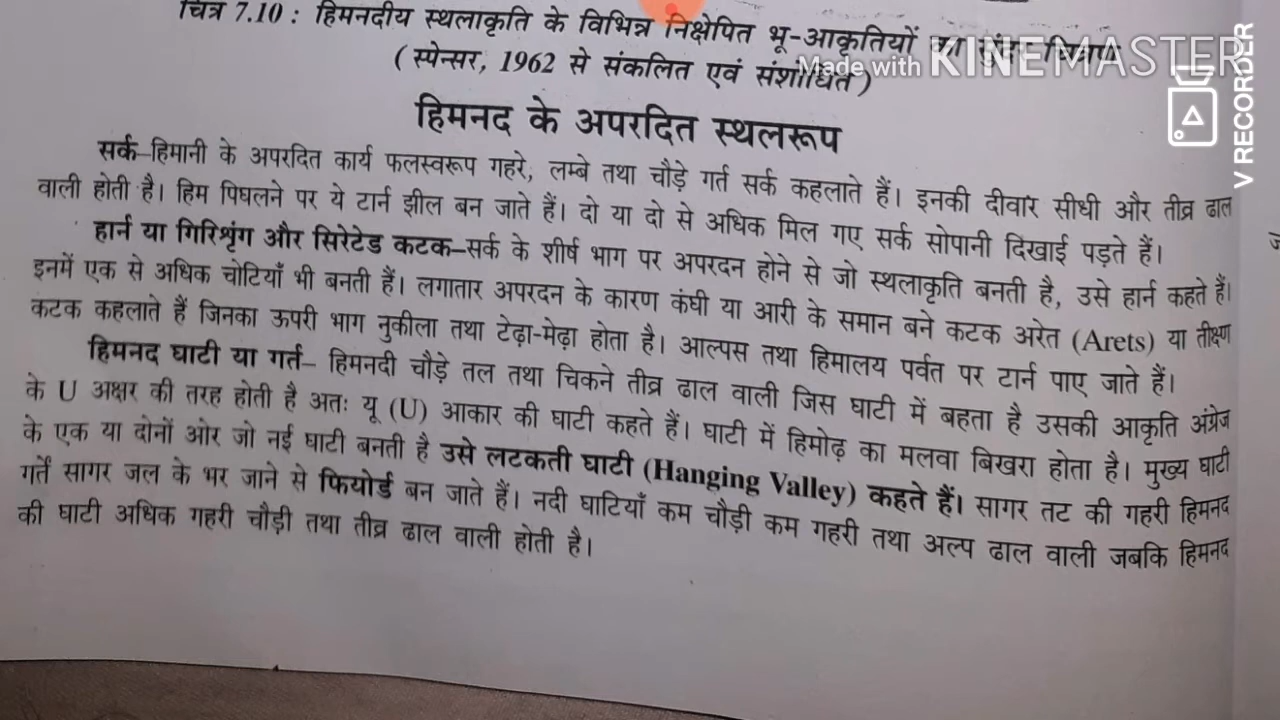 चित्र 7.10 : हिमनदीय स्थलाकृति के विभिन्न निक्षेपित भू-आकृतियों का सुंदर चित्रण
( स्पेन्सर, 1962 से संकलित एवं संशोधित )
Made with KINEMASTER
V RECORDER
हिमनद के अपरदित स्थलरूप
सर्क–हिमानी के अपरदित कार्य फलस्वरूप गहरे, लम्बे तथा चौड़े गर्त सर्क कहलाते हैं। इनकी दीवार सीधी और तीव्र ढाल
वाली होती है। हिम पिघलने पर ये टार्न झील बन जाते हैं। दो या दो से अधिक मिल गए सर्क सोपानी दिखाई पड़ते हैं।
हार्न या गिरिश्रृंग और सिरेटेड कटक–सर्क के शीर्ष भाग पर अपरदन होने से जो स्थलाकृति बनती है, उसे हार्न कहते हैं।
इनमें एक से अधिक चोटियाँ भी बनती हैं। लगातार अपरदन के कारण कंघी या आरी के समान बने कटक अरेत (Arets) या तीक्ष्ण
कटक कहलाते हैं जिनका ऊपरी भाग नुकीला तथा टेढ़ा-मेढ़ा होता है। आल्पस तथा हिमालय पर्वत पर टार्न पाए जाते हैं।
हिमनद घाटी या गर्त– हिमनदी चौड़े तल तथा चिकने तीव्र ढाल वाली जिस घाटी में बहता है उसकी आकृति अंग्रेज
के U अक्षर की तरह होती है अतः यू (U) आकार की घाटी कहते हैं। घाटी में हिमोढ़ का मलवा बिखरा होता है। मुख्य घाटी
के एक या दोनों ओर जो नई घाटी बनती है उसे लटकती घाटी (Hanging Valley) कहते हैं। सागर तट की गहरी हिमनद
गर्तें सागर जल के भर जाने से फियोर्ड बन जाते हैं। नदी घाटियाँ कम चौड़ी कम गहरी तथा अल्प ढाल वाली जबकि हिमनद
की घाटी अधिक गहरी चौड़ी तथा तीव्र ढाल वाली होती है।